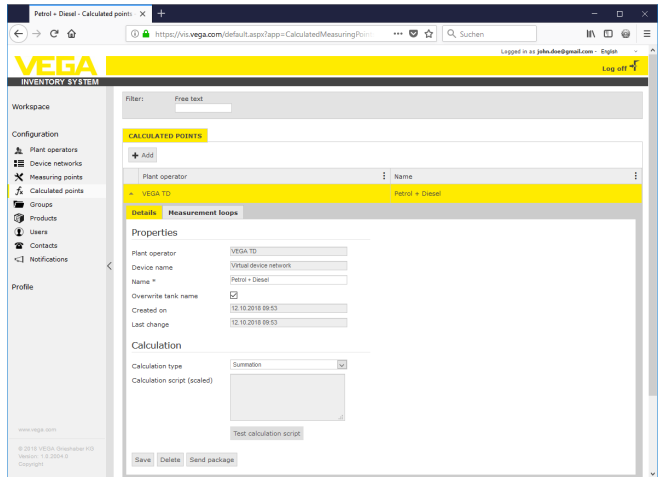 Petrol + Diesel - Calculated points -
https://vis.vega.com/default.aspx?app=CalculatedMeasuringPoin
Suchen
Logged in as john.doe@gmail.com - English
VEGA
Log off
INVENTORY SYSTEM
Workspace
Configuration
Plant operators
Device networks
Measuring points
Calculated points
Groups
Products
Users
Contacts
Notifications
Profile
www.vega.com
Copyright
Filter: Free text
CALCULATED POINTS
+ Add
Plant operator Name
VEGA TD Petrol + Diesel
Details Measurement loops
Properties
Plant operator VEGA TD
Device name Virtual device network
Name * Petrol + Diesel
Overwrite tank name
Created on 12.10.2018 09:53
Last change 12.10.2018 09:53
Calculation
Calculation type Summation
Calculation script (scaled)
Test calculation script
Save Delete Send package